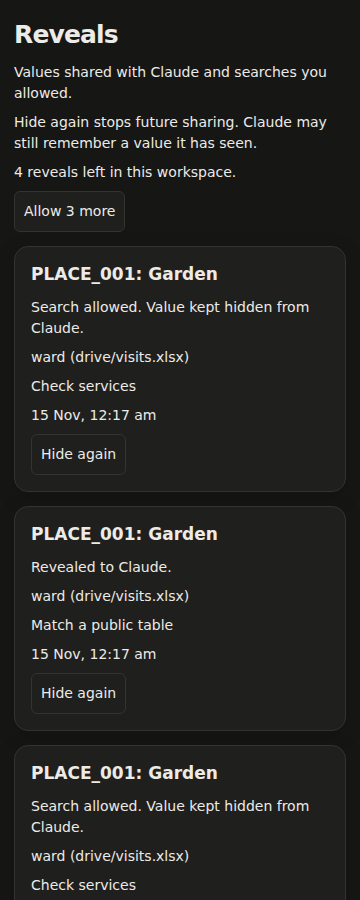 Reveals
Values shared with Claude and searches you
allowed.
Hide again stops future sharing. Claude may
still remember a value it has seen.
4 reveals left in this workspace.
Allow 3 more
PLACE_001: Garden
Search allowed. Value kept hidden from
Claude.
ward (drive/visits.xlsx)
Check services
15 Nov, 12:17 am
Hide again
PLACE_001: Garden
Revealed to Claude.
ward (drive/visits.xlsx)
Match a public table
15 Nov, 12:17 am
Hide again
PLACE_001: Garden
Search allowed. Value kept hidden from
Claude.
ward (drive/visits.xlsx)
Check services